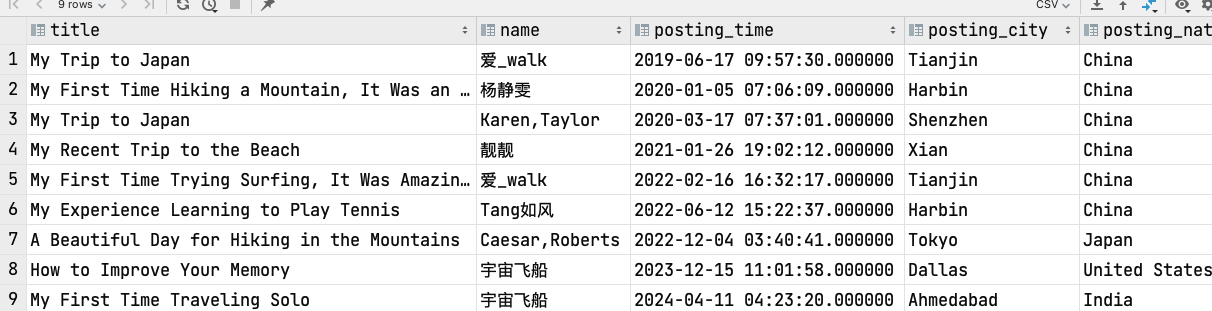 9 rows CSV
title name posting_time posting_city posting_nat
1 My Trip to Japan 爱_walk 2019-06-17 09:57:30.000000 Tianjin China
2 My First Time Hiking a Mountain, It Was an … 杨静雯 2020-01-05 07:06:09.000000 Harbin China
3 My Trip to Japan Karen,Taylor 2020-03-17 07:37:01.000000 Shenzhen China
4 My Recent Trip to the Beach 靓靓 2021-01-26 19:02:12.000000 Xian China
5 My First Time Trying Surfing, It Was Amazin… 爱_walk 2022-02-16 16:32:17.000000 Tianjin China
6 My Experience Learning to Play Tennis Tang如风 2022-06-12 15:22:37.000000 Harbin China
7 A Beautiful Day for Hiking in the Mountains Caesar,Roberts 2022-12-04 03:40:41.000000 Tokyo Japan
8 How to Improve Your Memory 宇宙飞船 2023-12-15 11:01:58.000000 Dallas United States
9 My First Time Traveling Solo 宇宙飞船 2024-04-11 04:23:20.000000 Ahmedabad India